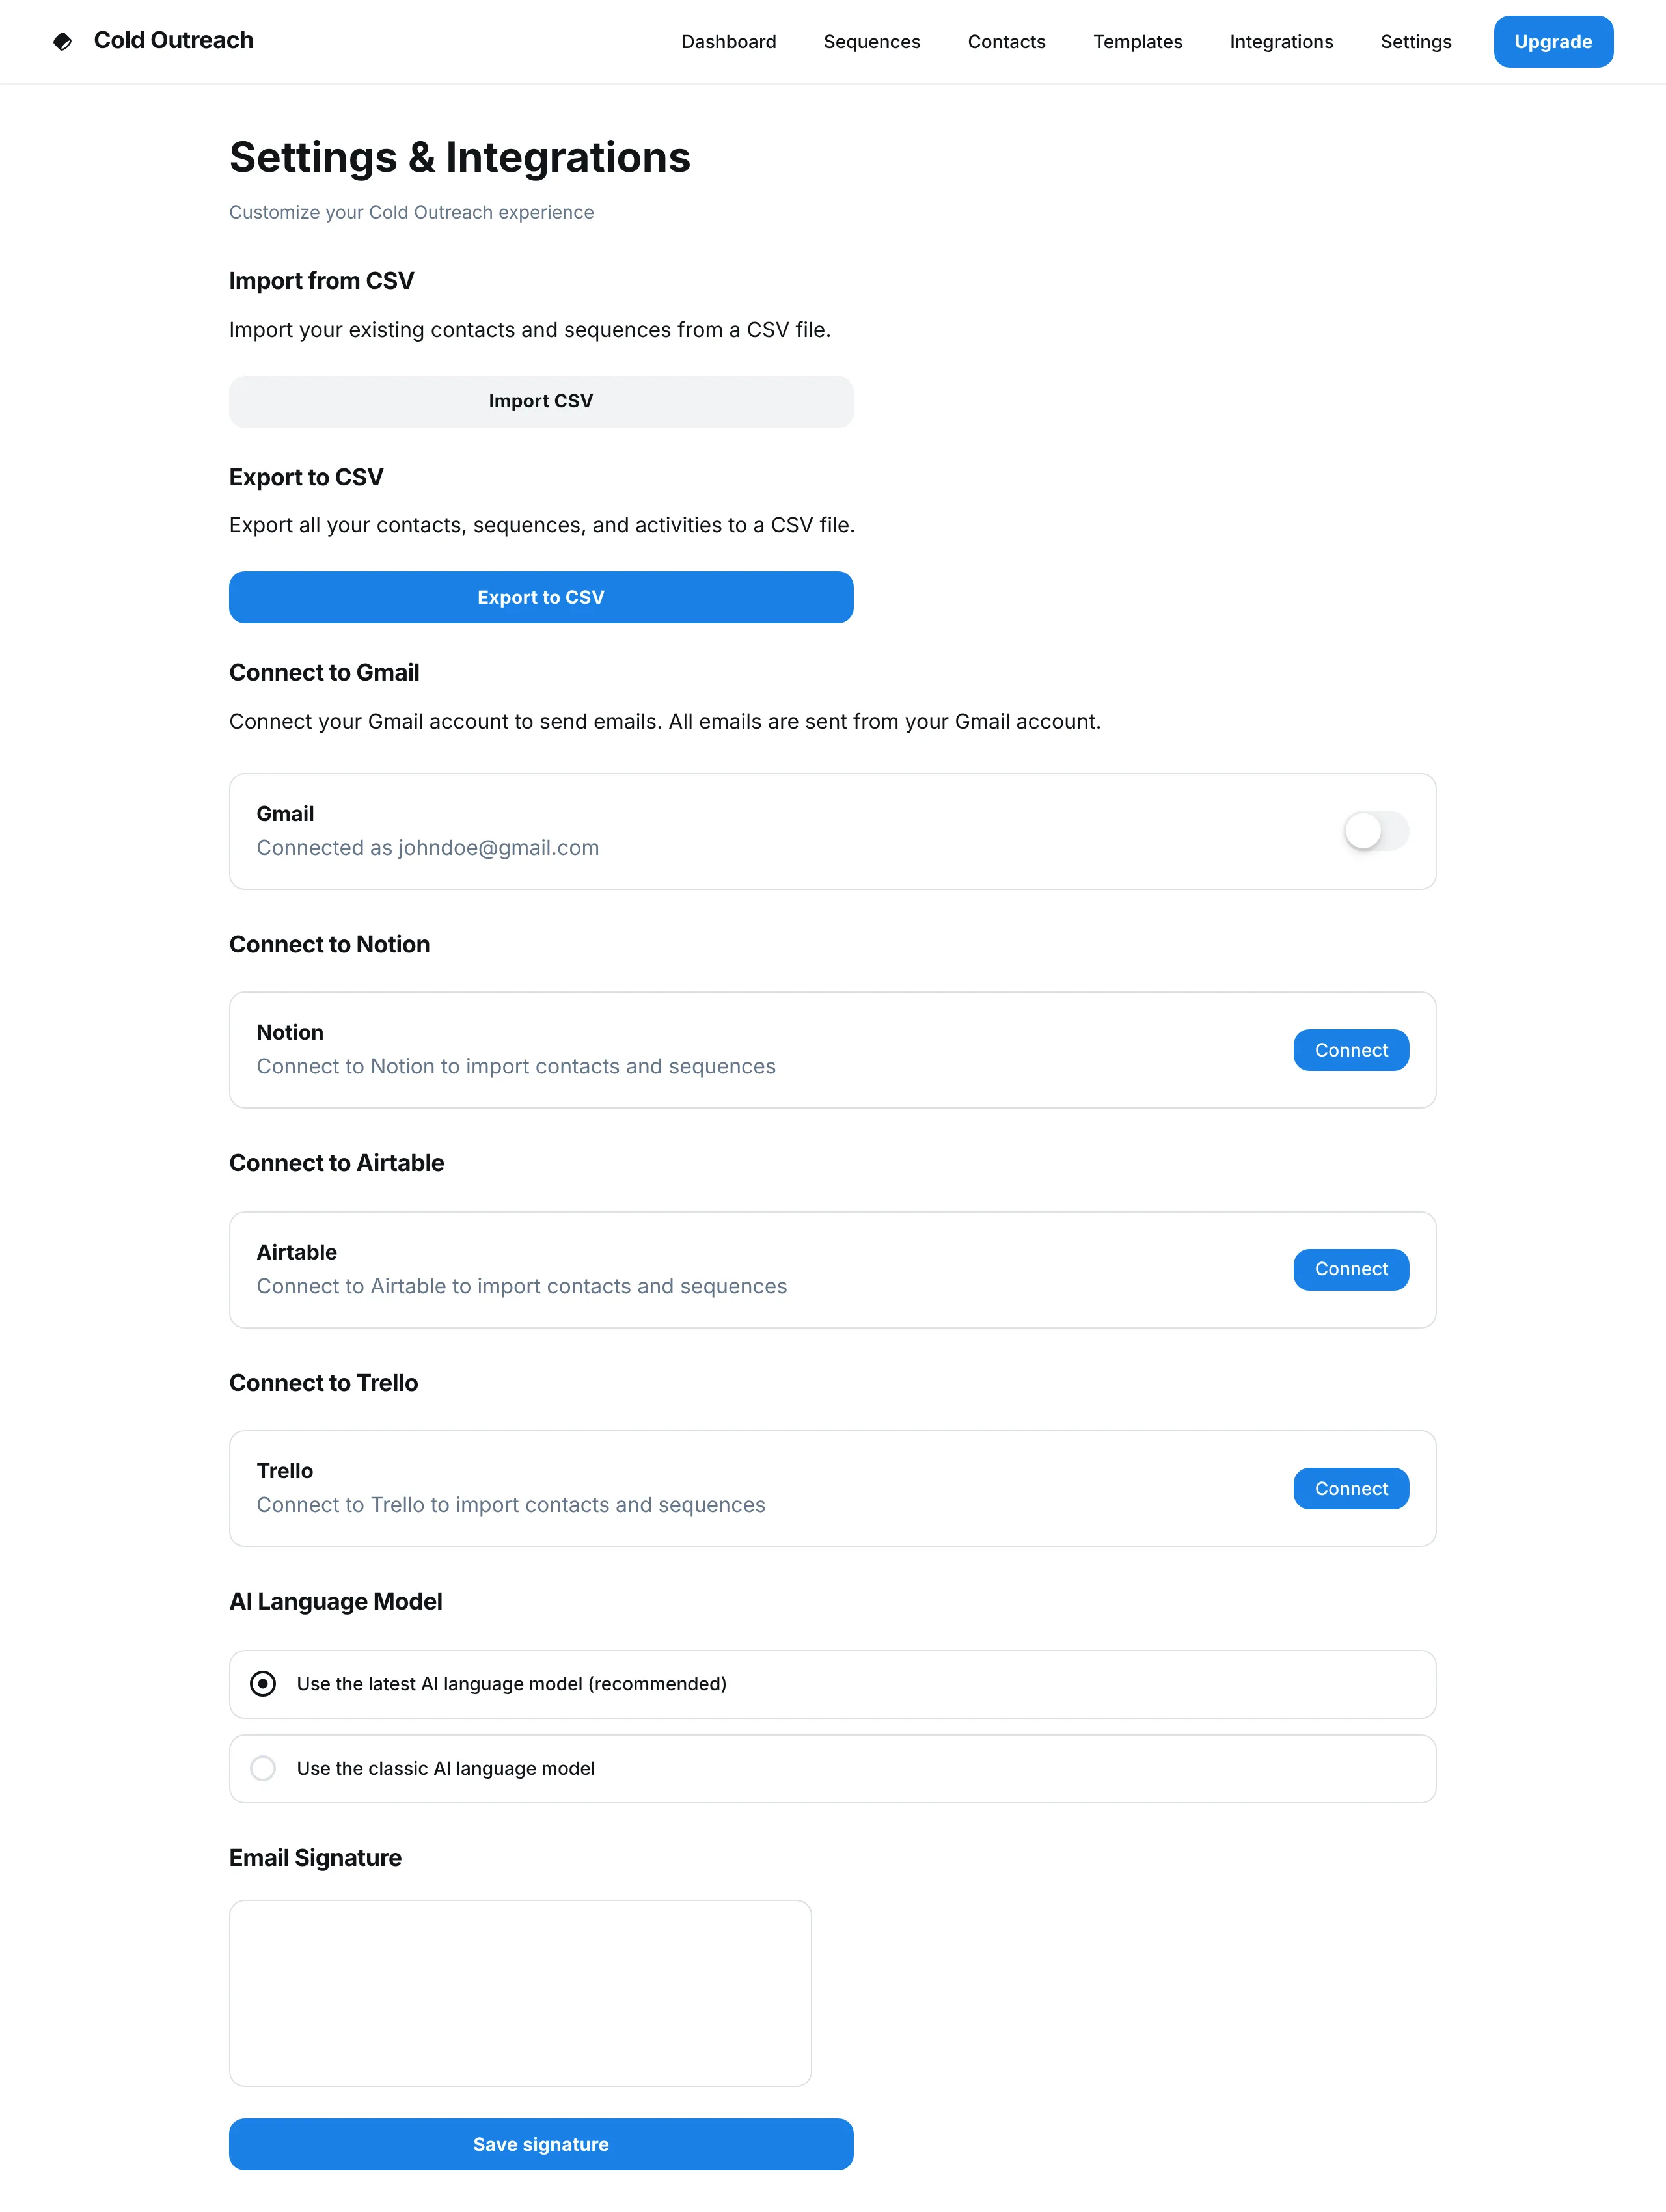 Cold Outreach
Dashboard
Sequences
Contacts
Templates
Integrations
Settings
Upgrade
Settings & Integrations
Customize your Cold Outreach experience
Import from CSV
Import your existing contacts and sequences from a CSV file.
Import CSV
Export to CSV
Export all your contacts, sequences, and activities to a CSV file.
Export to CSV
Connect to Gmail
Connect your Gmail account to send emails. All emails are sent from your Gmail account.
Gmail
Connected as johndoe@gmail.com
Connect to Notion
Notion
Connect to Notion to import contacts and sequences
Connect
Connect to Airtable
Airtable
Connect to Airtable to import contacts and sequences
Connect
Connect to Trello
Trello
Connect to Trello to import contacts and sequences
Connect
AI Language Model
Use the latest AI language model (recommended)
Use the classic AI language model
Email Signature
Save signature